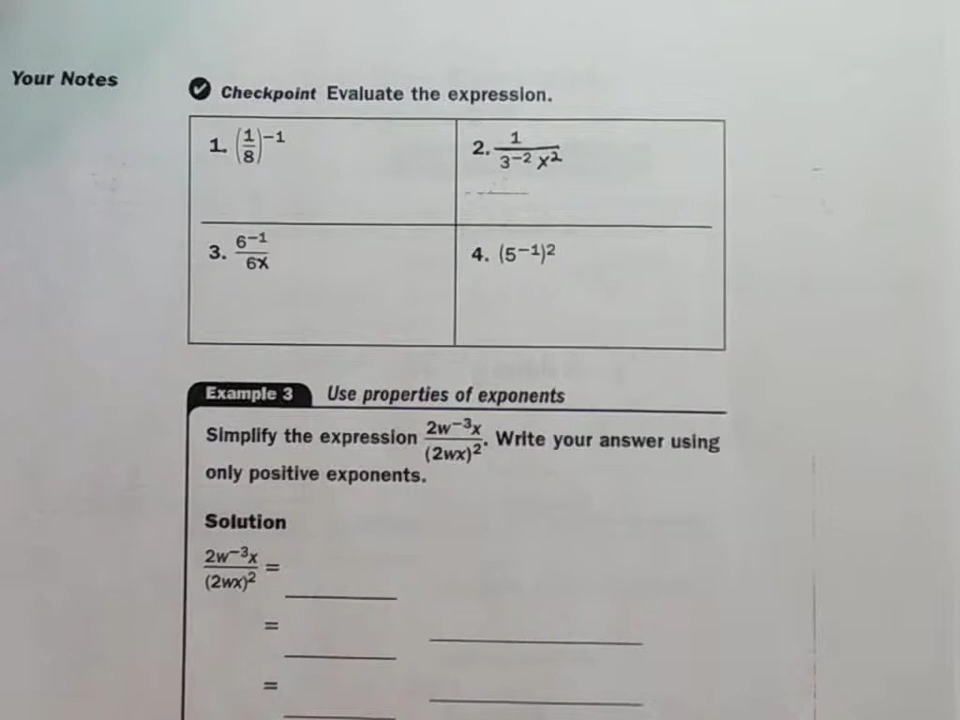 Your Notes
Checkpoint Evaluate the expression.
1. (1/8)^−1
2. 1/(3^−2 x^2)
3. 6^−1/(6x)
4. (5^−1)^2
Example 3 Use properties of exponents
Simplify the expression 2w^−3x/(2wx)^2. Write your answer using
only positive exponents.
Solution
2w^−3x/(2wx)^2 =
=
=